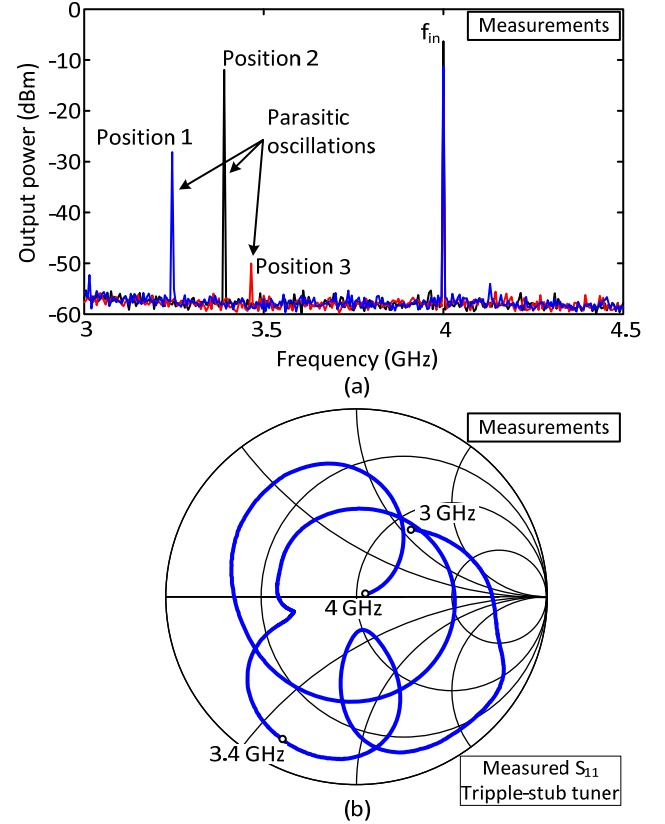 0
-10
-20
-30
-40
-50
-60
Output power (dBm)
3
3.5
4
4.5
Frequency (GHz)
Measurements
f_in
Position 2
Position 1
Parasitic
oscillations
Position 3
(a)
Measurements
3 GHz
4 GHz
3.4 GHz
Measured S₁₁
Tripple-stub tuner
(b)